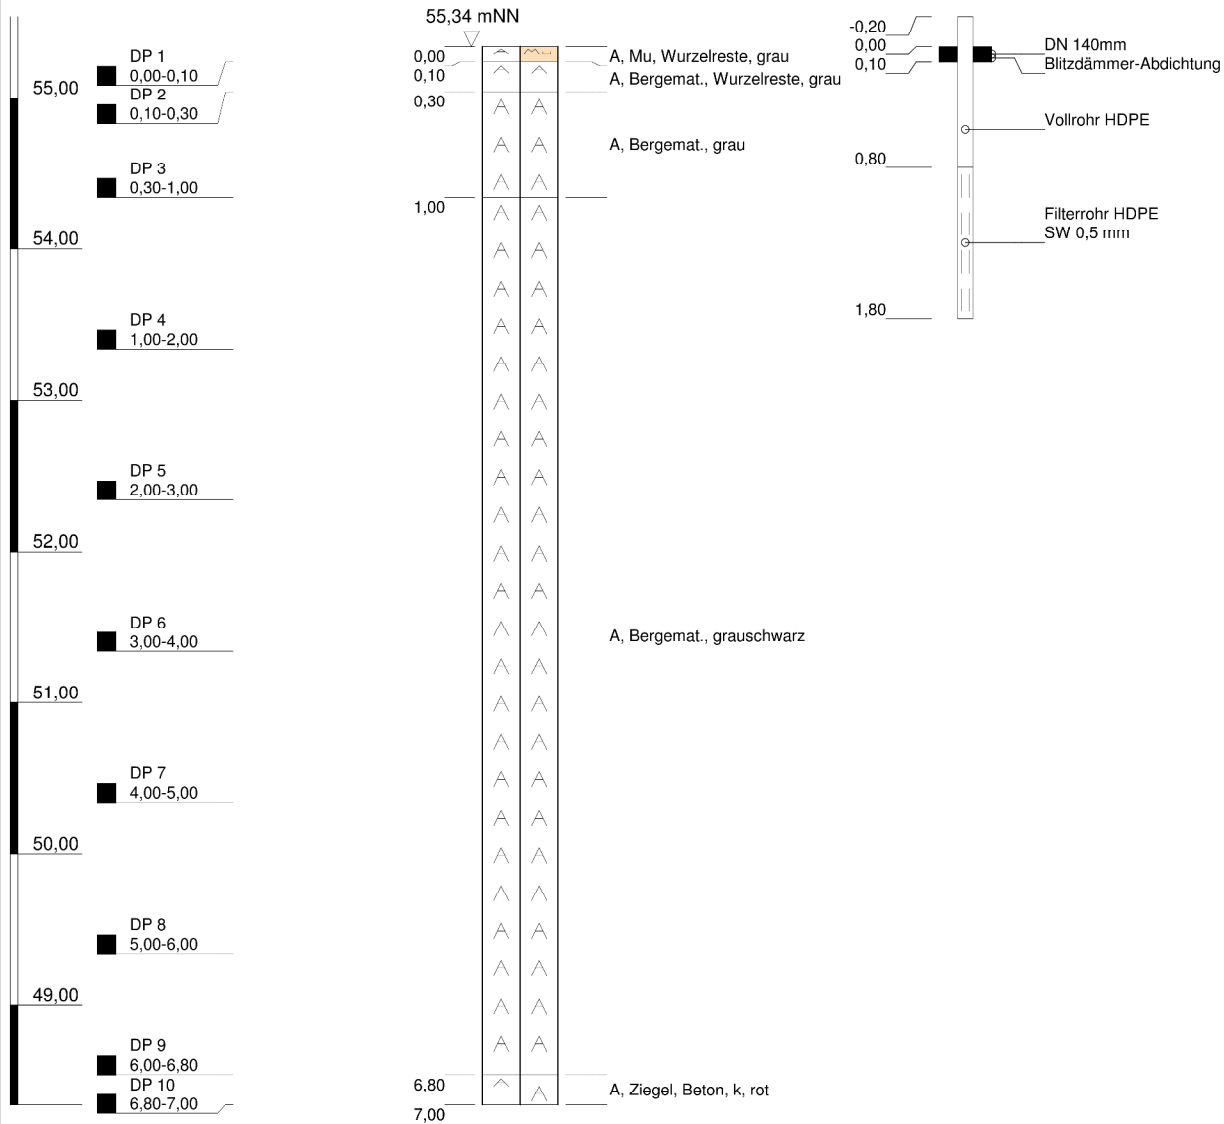 55,34 mNN
55,00
54,00
53,00
52,00
51,00
50,00
49,00
DP 1
0,00-0,10
DP 2
0,10-0,30
DP 3
0,30-1,00
DP 4
1,00-2,00
DP 5
2,00-3,00
DP 6
3,00-4,00
DP 7
4,00-5,00
DP 8
5,00-6,00
DP 9
6,00-6,80
DP 10
6,80-7,00
0,00
0,10
0,30
1,00
6,80
7,00
A, Mu, Wurzelreste, grau
A, Bergemat., Wurzelreste, grau
A, Bergemat., grau
A, Bergemat., grauschwarz
A, Ziegel, Beton, k, rot
-0,20
0,00
0,10
0,80
1,80
DN 140mm
Blitzdämmer-Abdichtung
Vollrohr HDPE
Filterrohr HDPE
SW 0,5 mm